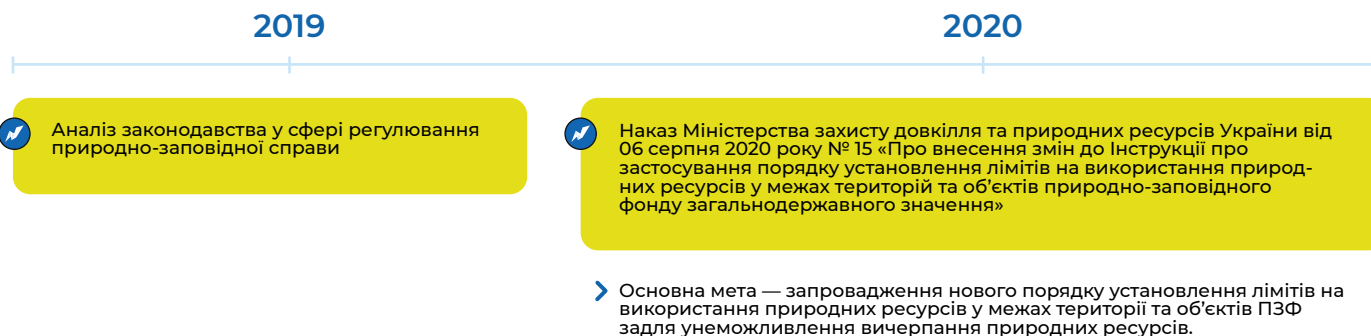 2019
2020
Аналіз законодавства у сфері регулювання
природно-заповідної справи
Наказ Міністерства захисту довкілля та природних ресурсів України від
06 серпня 2020 року № 15 «Про внесення змін до Інструкції про
застосування порядку установлення лімітів на використання природ-
них ресурсів у межах територій та об’єктів природно-заповідного
фонду загальнодержавного значення»
Основна мета — запровадження нового порядку установлення лімітів на
використання природних ресурсів у межах території та об’єктів ПЗФ
задля унеможливлення вичерпання природних ресурсів.